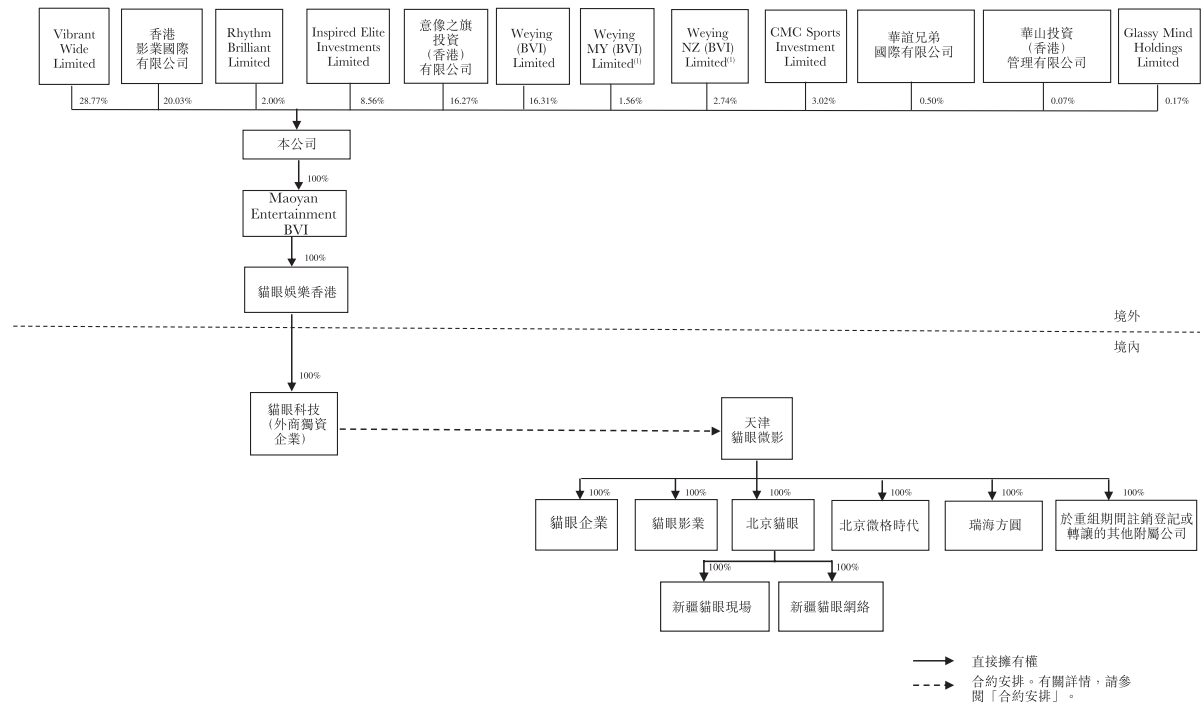 Vibrant
Wide
Limited
香港
影業國際
有限公司
Rhythm
Brilliant
Limited
Inspired Elite
Investments
Limited
意像之旗
投資
(香港)
有限公司
Weying
(BVI)
Limited
Weying
MY (BVI)
Limited(1)
Weying
NZ (BVI)
Limited(1)
CMC Sports
Investment
Limited
華誼兄弟
國際有限公司
華山投資
(香港)
管理有限公司
Glassy Mind
Holdings
Limited
28.77%
20.03%
2.00%
8.56%
16.27%
16.31%
1.56%
2.74%
3.02%
0.50%
0.07%
0.17%
本公司
100%
Maoyan
Entertainment
BVI
100%
貓眼娛樂香港
境外
境內
100%
貓眼科技
(外商獨資
企業)
天津
貓眼微影
100%
100%
100%
100%
100%
100%
貓眼企業
貓眼影業
北京貓眼
北京微格時代
瑞海方圓
於重組期間註銷登記或
轉讓的其他附屬公司
100%
100%
新疆貓眼現場
新疆貓眼網絡
直接擁有權
合約安排。有關詳情,請參
閱「合約安排」。